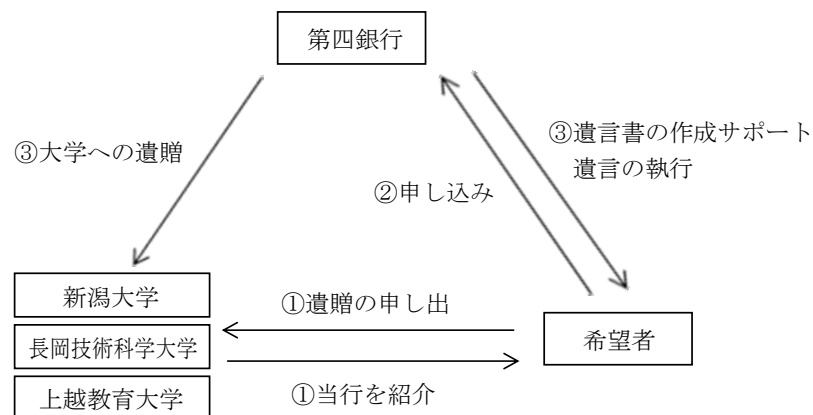 第四銀行
③大学への遺贈
③遺言書の作成サポート
遺言の執行
②申し込み
新潟大学
長岡技術科学大学
上越教育大学
①遺贈の申し出
希望者
①当行を紹介